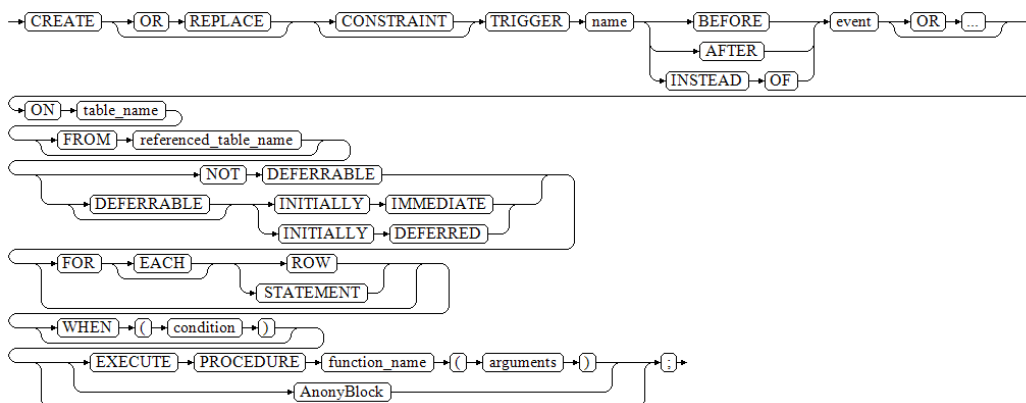 CREATE OR REPLACE CONSTRAINT TRIGGER name BEFORE event OR ...
AFTER
INSTEAD OF
ON table_name
FROM referenced_table_name
NOT DEFERRABLE
DEFERRABLE INITIALLY IMMEDIATE
INITIALLY DEFERRED
FOR EACH ROW
STATEMENT
WHEN ( condition )
EXECUTE PROCEDURE function_name ( arguments ) ;
AnonyBlock